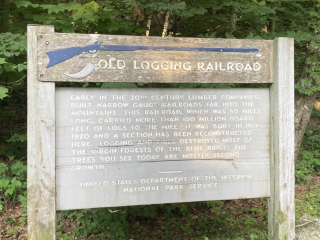 OLD LOGGING RAILROAD
EARLY IN THE 20TH CENTURY LUMBER COMPANIES
BUILT NARROW GAUGE RAILROADS FAR INTO THE
MOUNTAINS. THIS RAILROAD, WHICH WAS 50 MILES
LONG, CARRIED MORE THAN 100 MILLION BOARD
FEET OF LOGS TO THE MILL. IT WAS BUILT IN 1919-
1920 AND A SECTION HAS BEEN RECONSTRUCTED
HERE. LOGGING AND FIRES DESTROYED MOST OF
THE VIRGIN FORESTS OF THE BLUE RIDGE; THE
TREES YOU SEE TODAY ARE MOSTLY SECOND
GROWTH.
UNITED STATES DEPARTMENT OF THE INTERIOR
NATIONAL PARK SERVICE